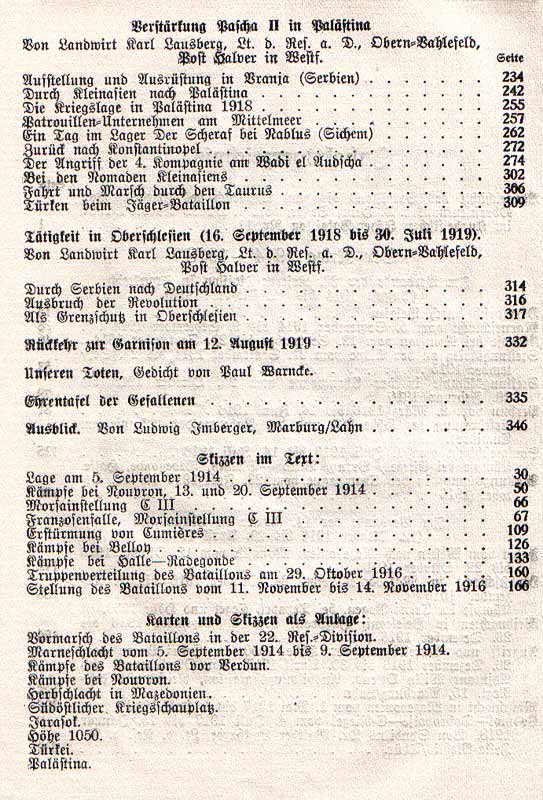 Verstärkung Pascha II in Palästina
Von Landwirt Karl Lausberg, Lt. d. Res. a. D., Obern-Vahlefeld,
Post Halver in Westf.
Seite
Aufstellung und Ausrüstung in Vranja (Serbien) . . . . . . . . 234
Durch Kleinasien nach Palästina . . . . . . . . 242
Die Kriegslage in Palästina 1918 . . . . . . . . 255
Patrouillen-Unternehmen am Mittelmeer . . . . . . . . 257
Ein Tag im Lager Der Scheraf bei Nablus (Sichem) . . . . . . . . 262
Zurück nach Konstantinopel . . . . . . . . 272
Der Angriff der 4. Kompagnie am Wadi el Audscha . . . . . . . . 274
Bei den Nomaden Kleinasiens . . . . . . . . 302
Fahrt und Marsch durch den Taurus . . . . . . . . 306
Türken beim Jäger-Bataillon . . . . . . . . 309
Tätigkeit in Oberschlesien (16. September 1918 bis 30. Juli 1919).
Von Landwirt Karl Lausberg, Lt. d. Res. a. D., Obern-Vahlefeld,
Post Halver in Westf.
Durch Serbien nach Deutschland . . . . . . . . 314
Ausbruch der Revolution . . . . . . . . 316
Als Grenzschutz in Oberschlesien . . . . . . . . 317
Rückkehr zur Garnison am 12. August 1919 . . . . . . . . 332
Unseren Toten, Gedicht von Paul Warncke.
Ehrentafel der Gefallenen . . . . . . . . 335
Ausblick. Von Ludwig Imberger, Marburg/Lahn . . . . . . . . 346
Skizzen im Text:
Lage am 5. September 1914 . . . . . . . . 30
Kämpfe bei Nouvron, 13. und 20. September 1914 . . . . . . . . 50
Morsainstellung C III . . . . . . . . 66
Franzosenfalle, Morsainstellung C III . . . . . . . . 67
Erstürmung von Cumières . . . . . . . . 109
Kämpfe bei Belloy . . . . . . . . 126
Kämpfe bei Halle—Radegonde . . . . . . . . 133
Truppenverteilung des Bataillons am 29. Oktober 1916 . . . . . . . . 160
Stellung des Bataillons vom 11. November bis 14. November 1916 166
Karten und Skizzen als Anlage:
Vormarsch des Bataillons in der 22. Res.-Division.
Marneschlacht vom 5. September 1914 bis 9. September 1914.
Kämpfe des Bataillons vor Verdun.
Kämpfe bei Nouvron.
Herbschlacht in Mazedonien.
Südöstlicher Kriegsschauplatz.
Jarasok.
Höhe 1050.
Türkei.
Palästina.